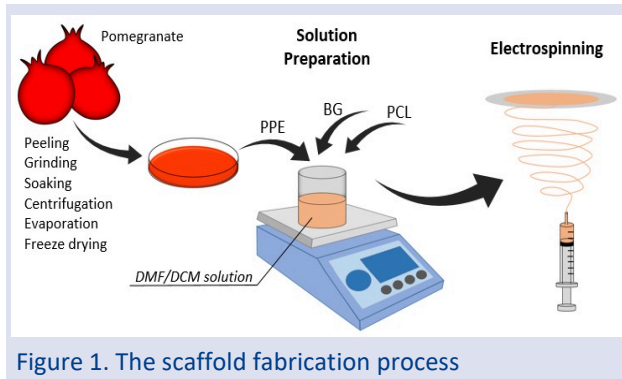 Pomegranate
Peeling
Grinding
Soaking
Centrifugation
Evaporation
Freeze drying
PPE
Solution
Preparation
BG
PCL
DMF/DCM solution
Electrospinning
Figure 1. The scaffold fabrication process